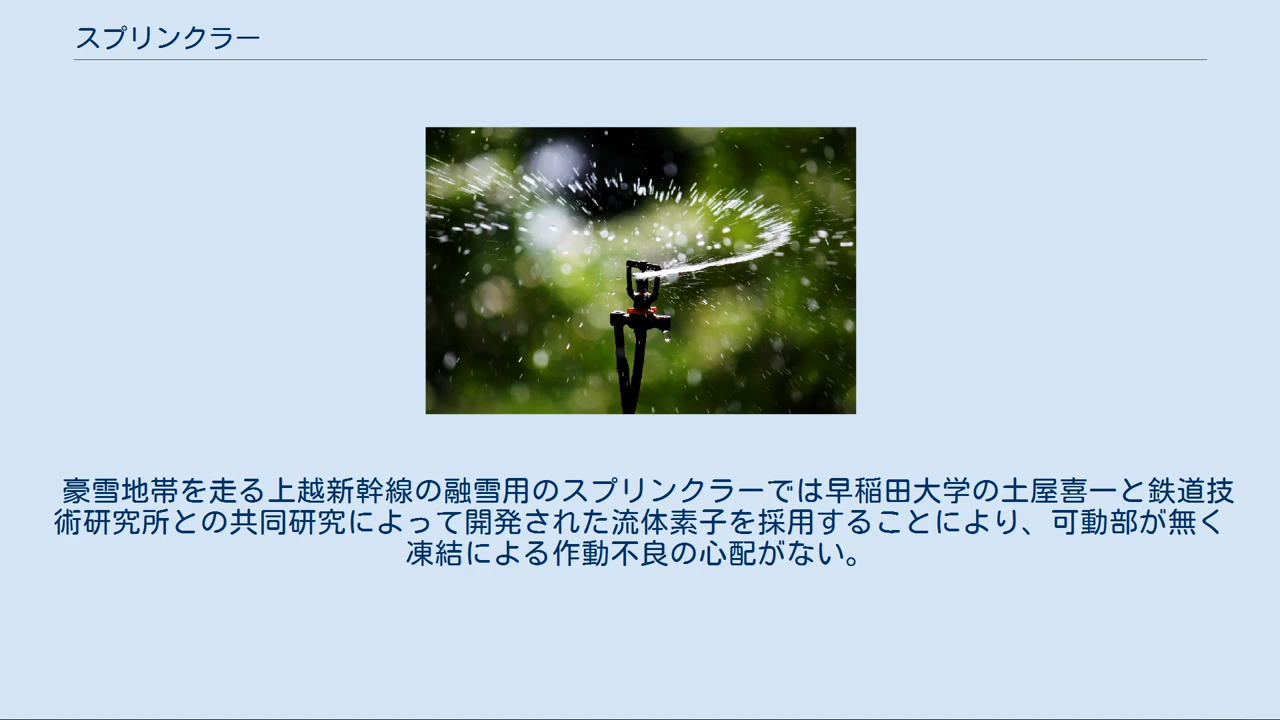 スプリンクラー
豪雪地帯を走る上越新幹線の融雪用のスプリンクラーでは早稲田大学の土屋喜一と鉄道技
術研究所との共同研究によって開発された流体素子を採用することにより、可動部が無く
凍結による作動不良の心配がない。